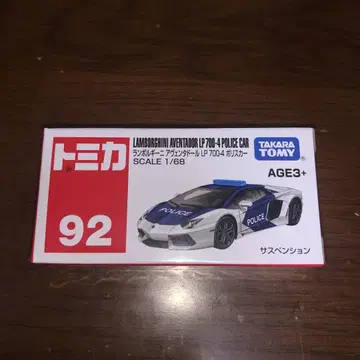 トミカ
92
LAMBORGHINI AVENTADOR LP 700-4 POLICE CAR
ランボルギーニ アヴェンタドール LP 700-4 ポリスカー
SCALE 1/68
TAKARA
TOMY
AGE3+
POLICE
POLICE
サスペンション